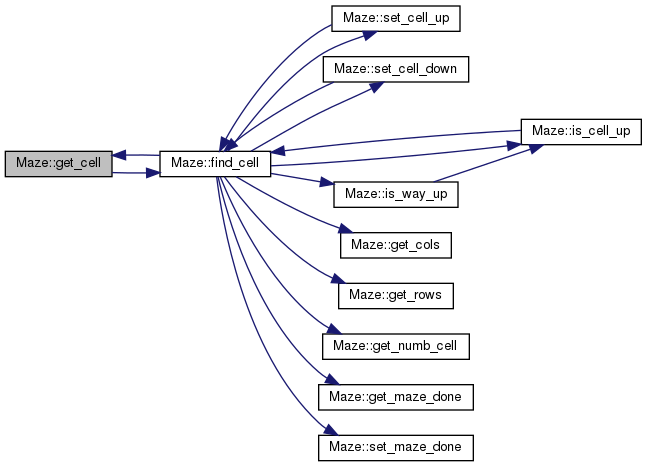 Maze::set_cell_up
Maze::set_cell_down
Maze::is_cell_up
Maze::get_cell
Maze::find_cell
Maze::is_way_up
Maze::get_cols
Maze::get_rows
Maze::get_numb_cell
Maze::get_maze_done
Maze::set_maze_done